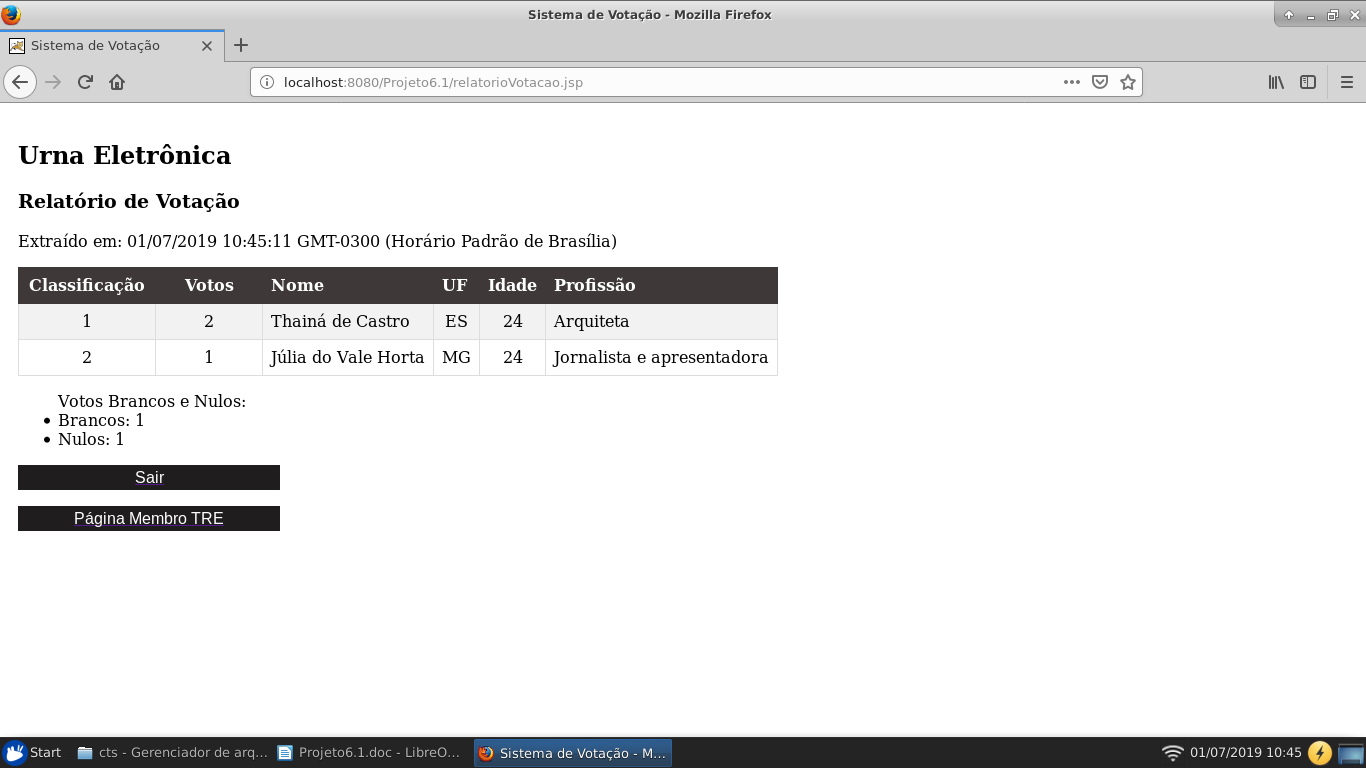 Sistema de Votação - Mozilla Firefox
Sistema de Votação
localhost:8080/Projeto6.1/relatorioVotacao.jsp
Urna Eletrônica
Relatório de Votação
Extraído em: 01/07/2019 10:45:11 GMT-0300 (Horário Padrão de Brasília)
Classificação Votos Nome UF Idade Profissão
1 2 Thainá de Castro ES 24 Arquiteta
2 1 Júlia do Vale Horta MG 24 Jornalista e apresentadora
Votos Brancos e Nulos:
• Brancos: 1
• Nulos: 1
Sair
Página Membro TRE
Start cts - Gerenciador de arq... Projeto6.1.doc - LibreO... Sistema de Votação - M... 01/07/2019 10:45